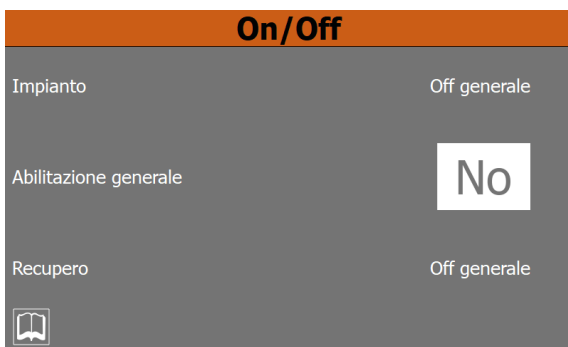 On/Off
Impianto Off generale
Abilitazione generale No
Recupero Off generale